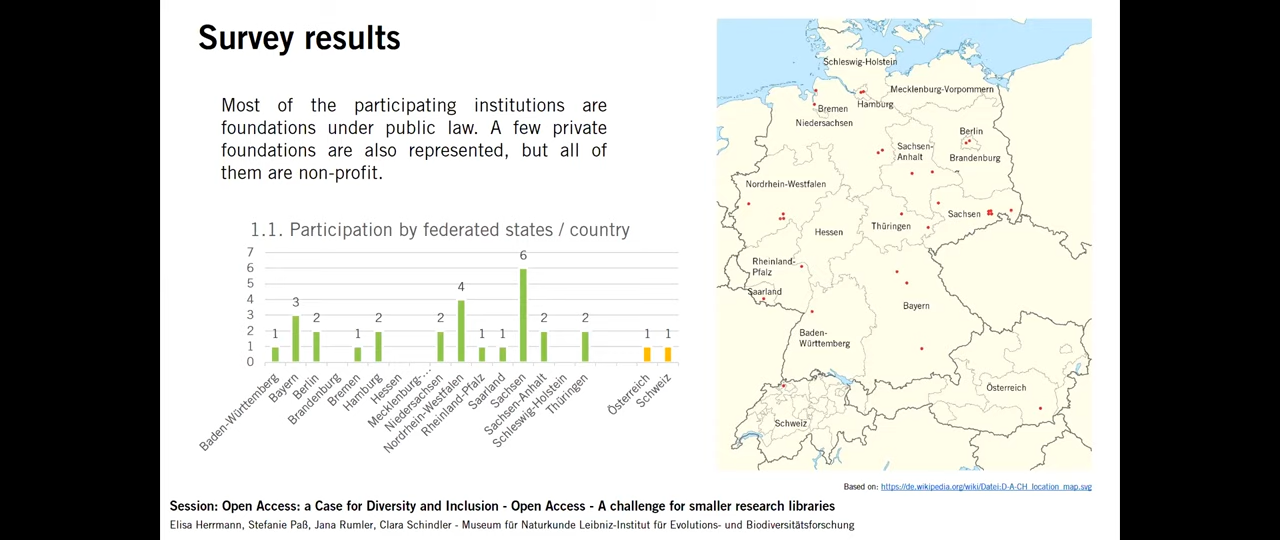 Survey results
Most of the participating institutions are
foundations under public law. A few private
foundations are also represented, but all of
them are non-profit.
1.1. Participation by federated states / country
7
6
5
4
3
2
1
0
1
3
2
1
2
2
4
1
1
6
2
2
1
1
Baden-Württemberg
Bayern
Berlin
Brandenburg
Bremen
Hamburg
Hessen
Mecklenburg-...
Niedersachsen
Nordrhein-Westfalen
Rheinland-Pfalz
Saarland
Sachsen
Sachsen-Anhalt
Schleswig-Holstein
Thüringen
Österreich
Schweiz
Schleswig-Holstein
Mecklenburg-Vorpommern
Hamburg
Bremen
Niedersachsen
Berlin
Brandenburg
Sachsen-
Anhalt
Nordrhein-Westfalen
Sachsen
Thüringen
Hessen
Rheinland-
Pfalz
Saarland
Bayern
Baden-
Württemberg
Österreich
Schweiz
Based on: https://de.wikipedia.org/wiki/Datei:D-A-CH_location_map.svg
Session: Open Access: a Case for Diversity and Inclusion - Open Access - A challenge for smaller research libraries
Elisa Herrmann, Stefanie Paß, Jana Rumler, Clara Schindler - Museum für Naturkunde Leibniz-Institut für Evolutions- und Biodiversitätsforschung